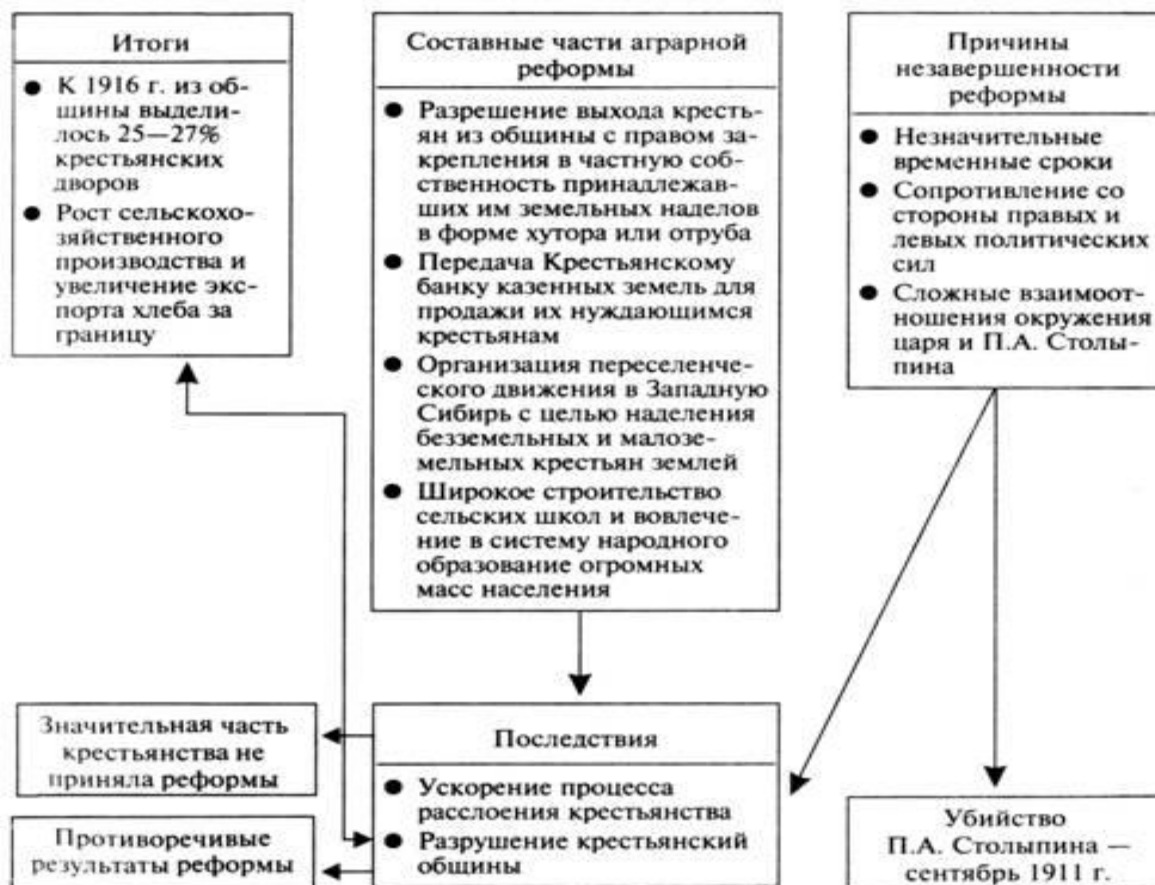 Итоги
● К 1916 г. из об-
щины выдели-
лось 25—27%
крестьянских
дворов
● Рост сельскохо-
зяйственного
производства и
увеличение экс-
порта хлеба за
границу
Составные части аграрной
реформы
● Разрешение выхода кресть-
ян из общины с правом за-
крепления в частную соб-
ственность принадлежав-
ших им земельных наделов
в форме хутора или отруба
● Передача Крестьянскому
банку казенных земель для
продажи их нуждающимся
крестьянам
● Организация переселенче-
ского движения в Западную
Сибирь с целью наделения
безземельных и малозе-
мельных крестьян землей
● Широкое строительство
сельских школ и вовлече-
ние в систему народного
образование огромных
масс населения
Причины
незавершенности
реформы
● Незначительные
временные сроки
● Сопротивление со
стороны правых и
левых политических
сил
● Сложные взаимоот-
ношения окружения
царя и П.А. Столы-
пина
Значительная часть
крестьянства не
приняла реформы
Противоречивые
результаты реформы
Последствия
● Ускорение процесса
расслоения крестьянства
● Разрушение крестьянский
общины
Убийство
П.А. Столыпина —
сентябрь 1911 г.